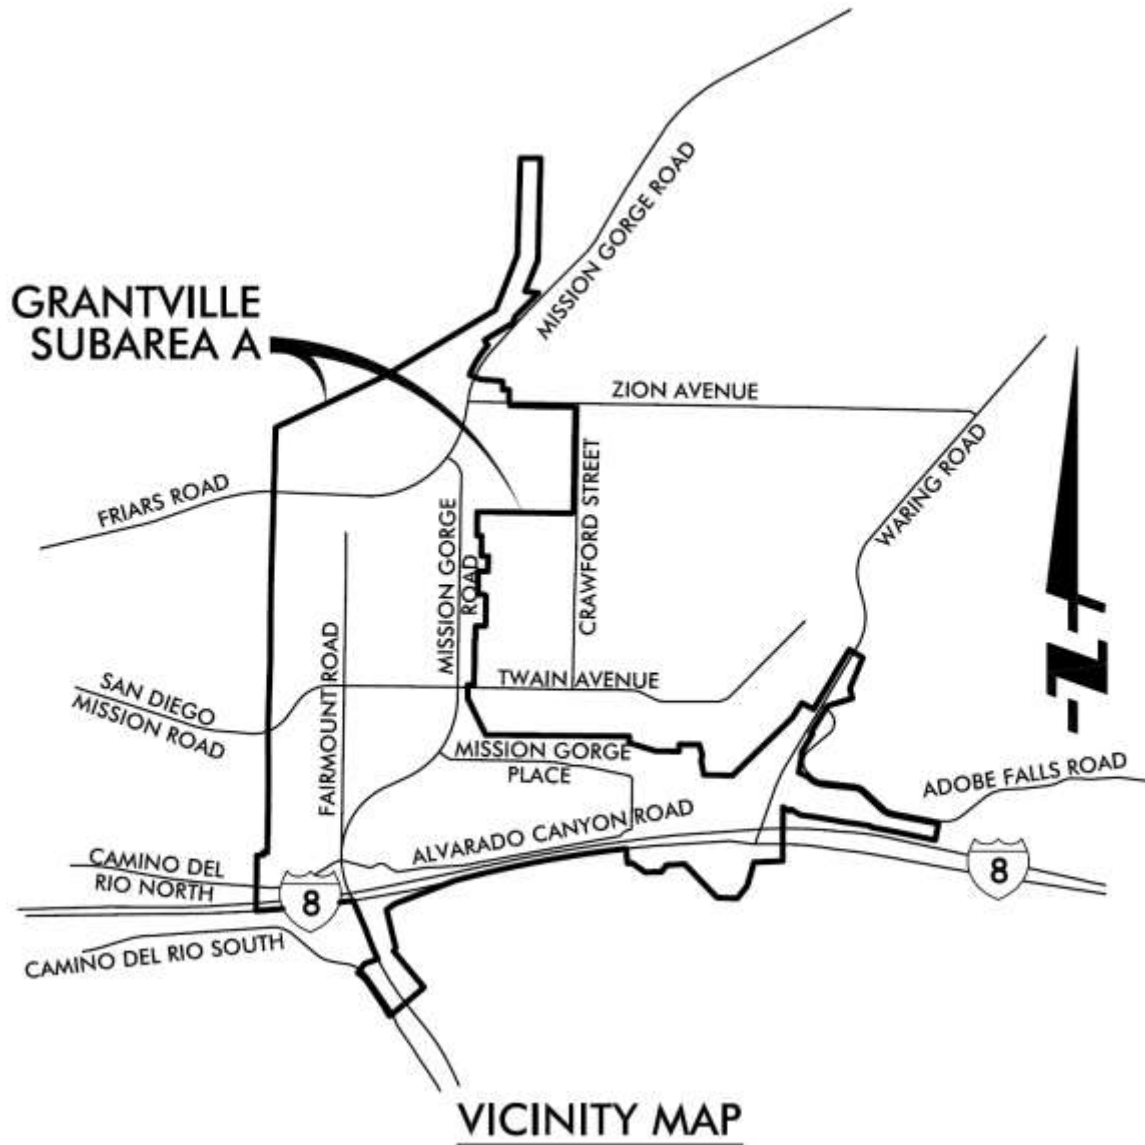 MISSION GORGE ROAD
GRANTVILLE
SUBAREA A
ZION AVENUE
WARING ROAD
FRIARS ROAD
CRAWFORD STREET
MISSION GORGE
ROAD
FAIRMOUNT ROAD
SAN DIEGO
MISSION ROAD
TWAIN AVENUE
MISSION GORGE
PLACE
ADOBE FALLS ROAD
ALVARADO CANYON ROAD
CAMINO DEL
RIO NORTH
8
8
CAMINO DEL RIO SOUTH
N
VICINITY MAP